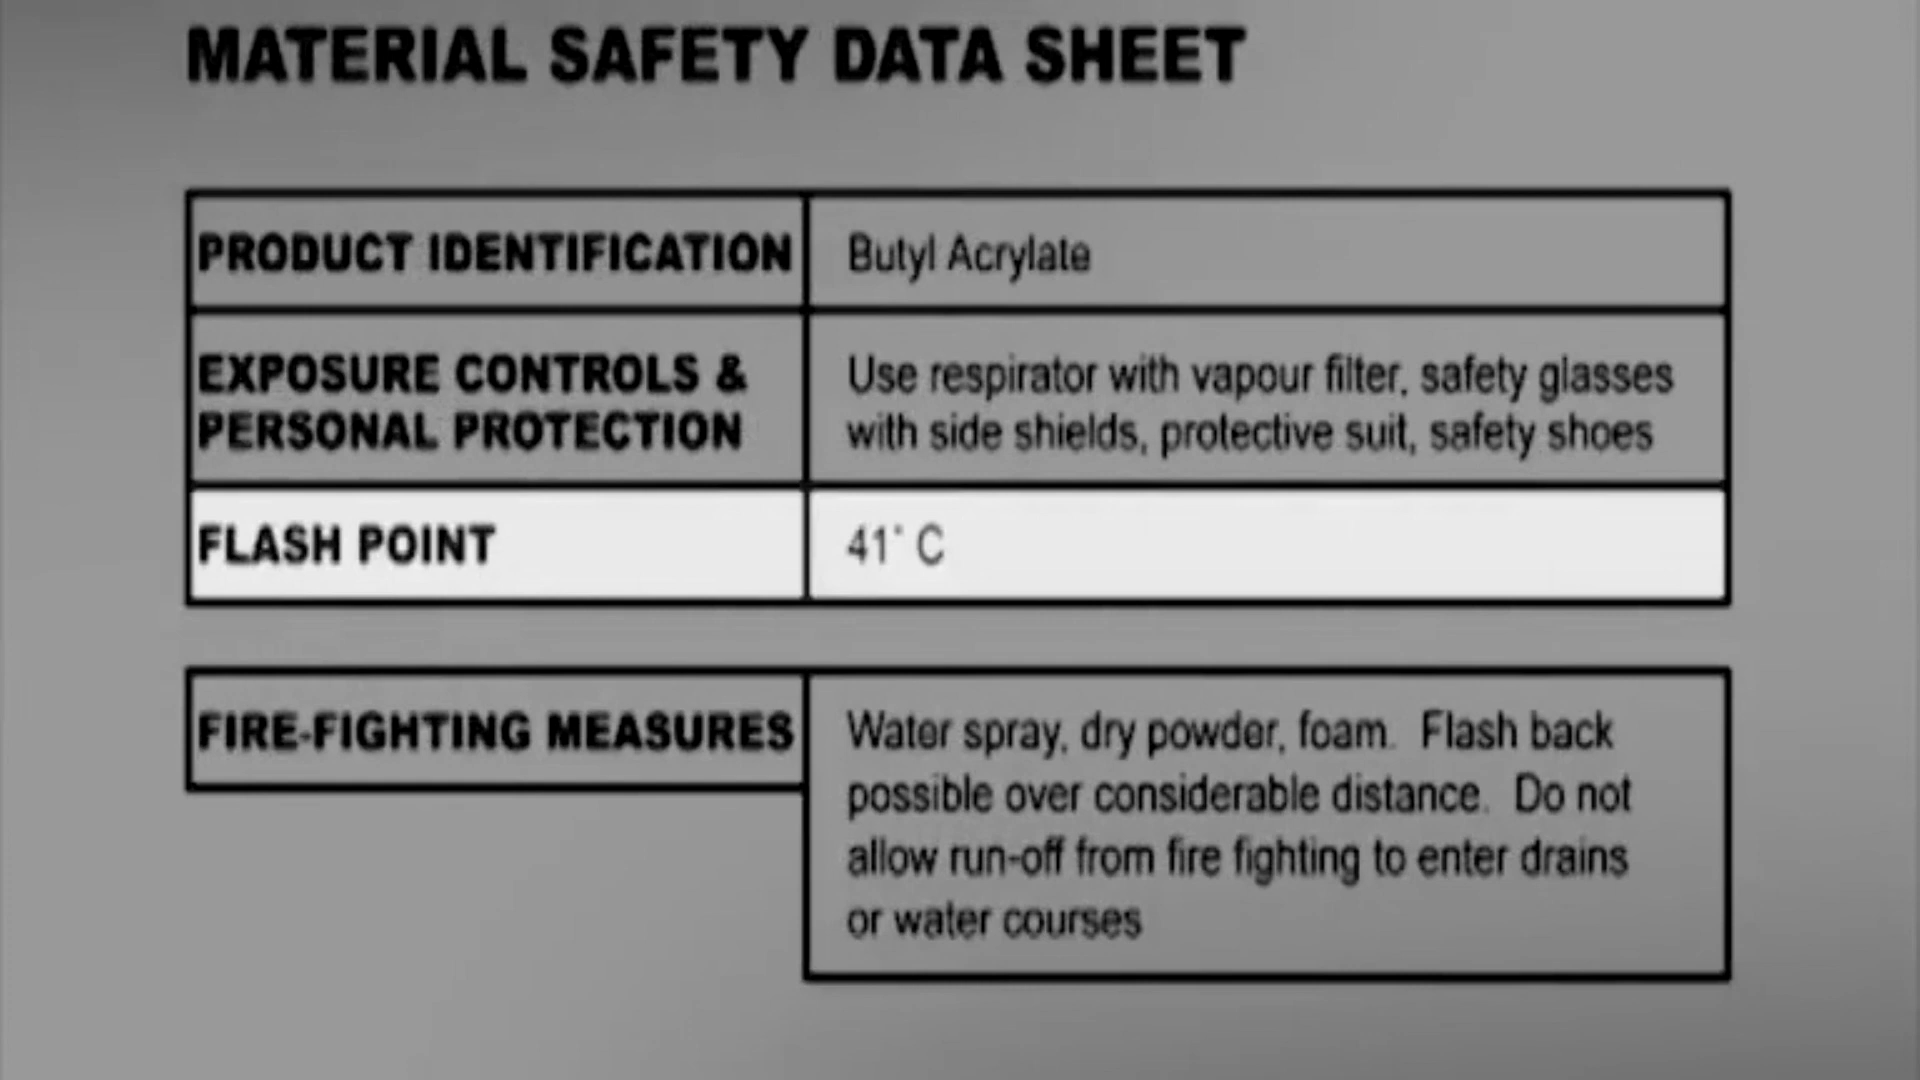 MATERIAL SAFETY DATA SHEET
PRODUCT IDENTIFICATION
Butyl Acrylate
EXPOSURE CONTROLS &
PERSONAL PROTECTION
Use respirator with vapour filter, safety glasses
with side shields, protective suit, safety shoes
FLASH POINT
41° C
FIRE-FIGHTING MEASURES
Water spray, dry powder, foam. Flash back
possible over considerable distance. Do not
allow run-off from fire fighting to enter drains
or water courses